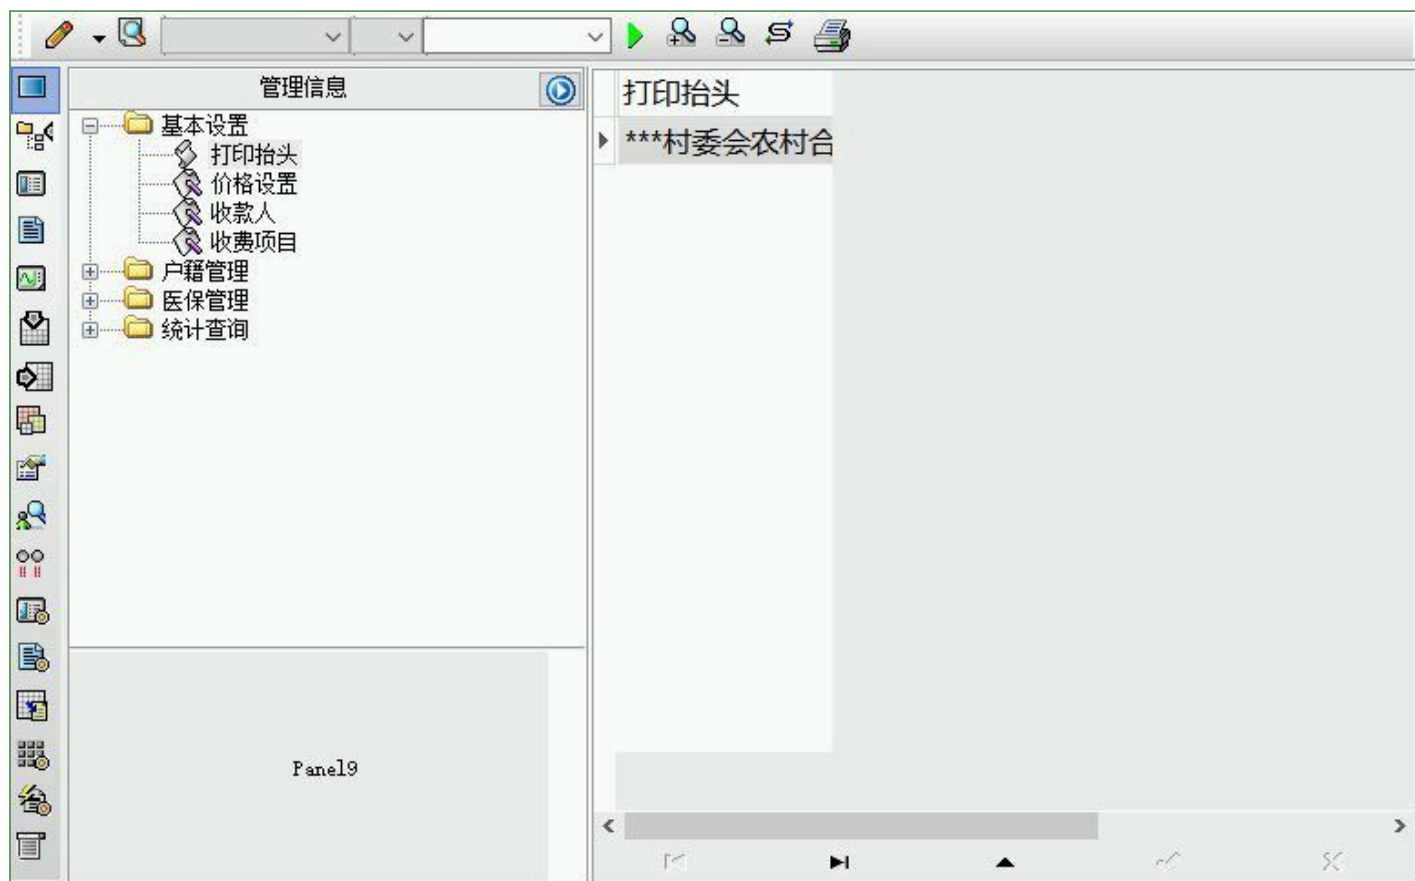 管理信息
基本设置
打印抬头
价格设置
收款人
收费项目
户籍管理
医保管理
统计查询
Panel9
打印抬头
***村委会农村合